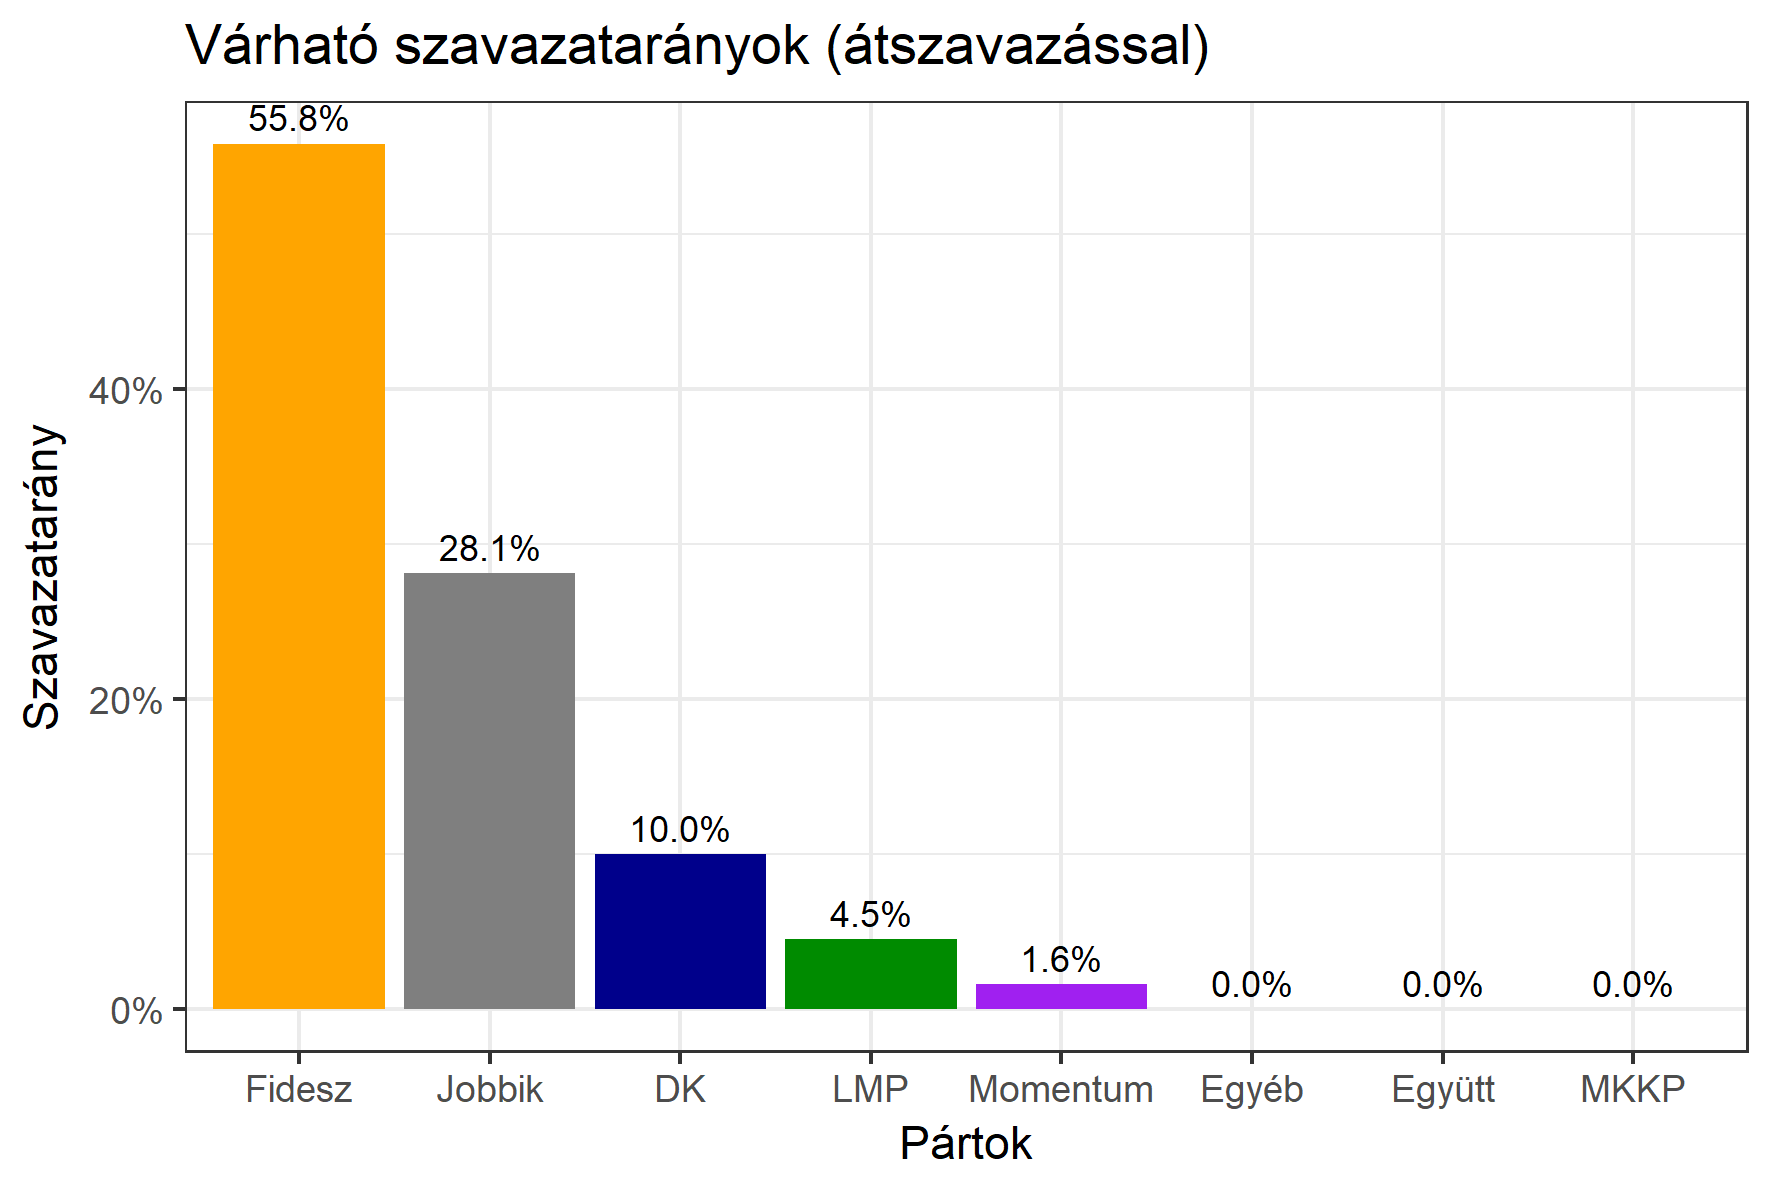 Várható szavazatarányok (átszavazással)
55.8%
28.1%
10.0%
4.5%
1.6%
0.0%
0.0%
0.0%
40%
20%
0%
Szavazatarány
Fidesz Jobbik DK LMP Momentum Egyéb Együtt MKKP
Pártok